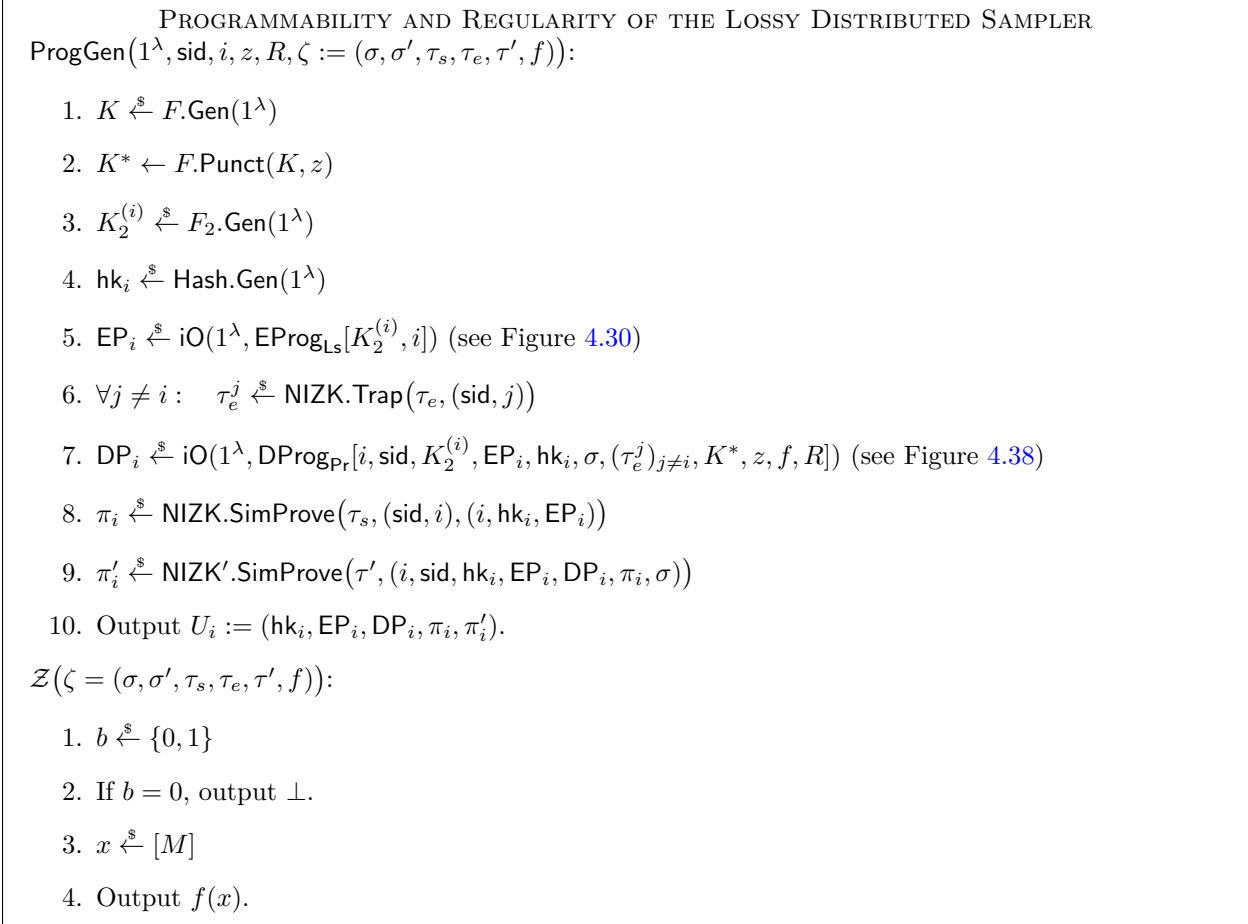 PROGRAMMABILITY AND REGULARITY OF THE LOSSY DISTRIBUTED SAMPLER
ProgGen(1^λ, sid, i, z, R, ζ := (σ, σ′, τ_s, τ_e, τ′, f)):
1. K ←$ F.Gen(1^λ)
2. K* ← F.Punct(K, z)
3. K_2^(i) ←$ F_2.Gen(1^λ)
4. hk_i ←$ Hash.Gen(1^λ)
5. EP_i ←$ iO(1^λ, EProg_Ls[K_2^(i), i]) (see Figure 4.30)
6. ∀j ≠ i : τ_e^j ←$ NIZK.Trap(τ_e, (sid, j))
7. DP_i ←$ iO(1^λ, DProg_Pr[i, sid, K_2^(i), EP_i, hk_i, σ, (τ_e^j)_{j≠i}, K*, z, f, R]) (see Figure 4.38)
8. π_i ←$ NIZK.SimProve(τ_s, (sid, i), (i, hk_i, EP_i))
9. π′_i ←$ NIZK′.SimProve(τ′, (i, sid, hk_i, EP_i, DP_i, π_i, σ))
10. Output U_i := (hk_i, EP_i, DP_i, π_i, π′_i).
𝒵(ζ = (σ, σ′, τ_s, τ_e, τ′, f)):
1. b ←$ {0, 1}
2. If b = 0, output ⊥.
3. x ←$ [M]
4. Output f(x).